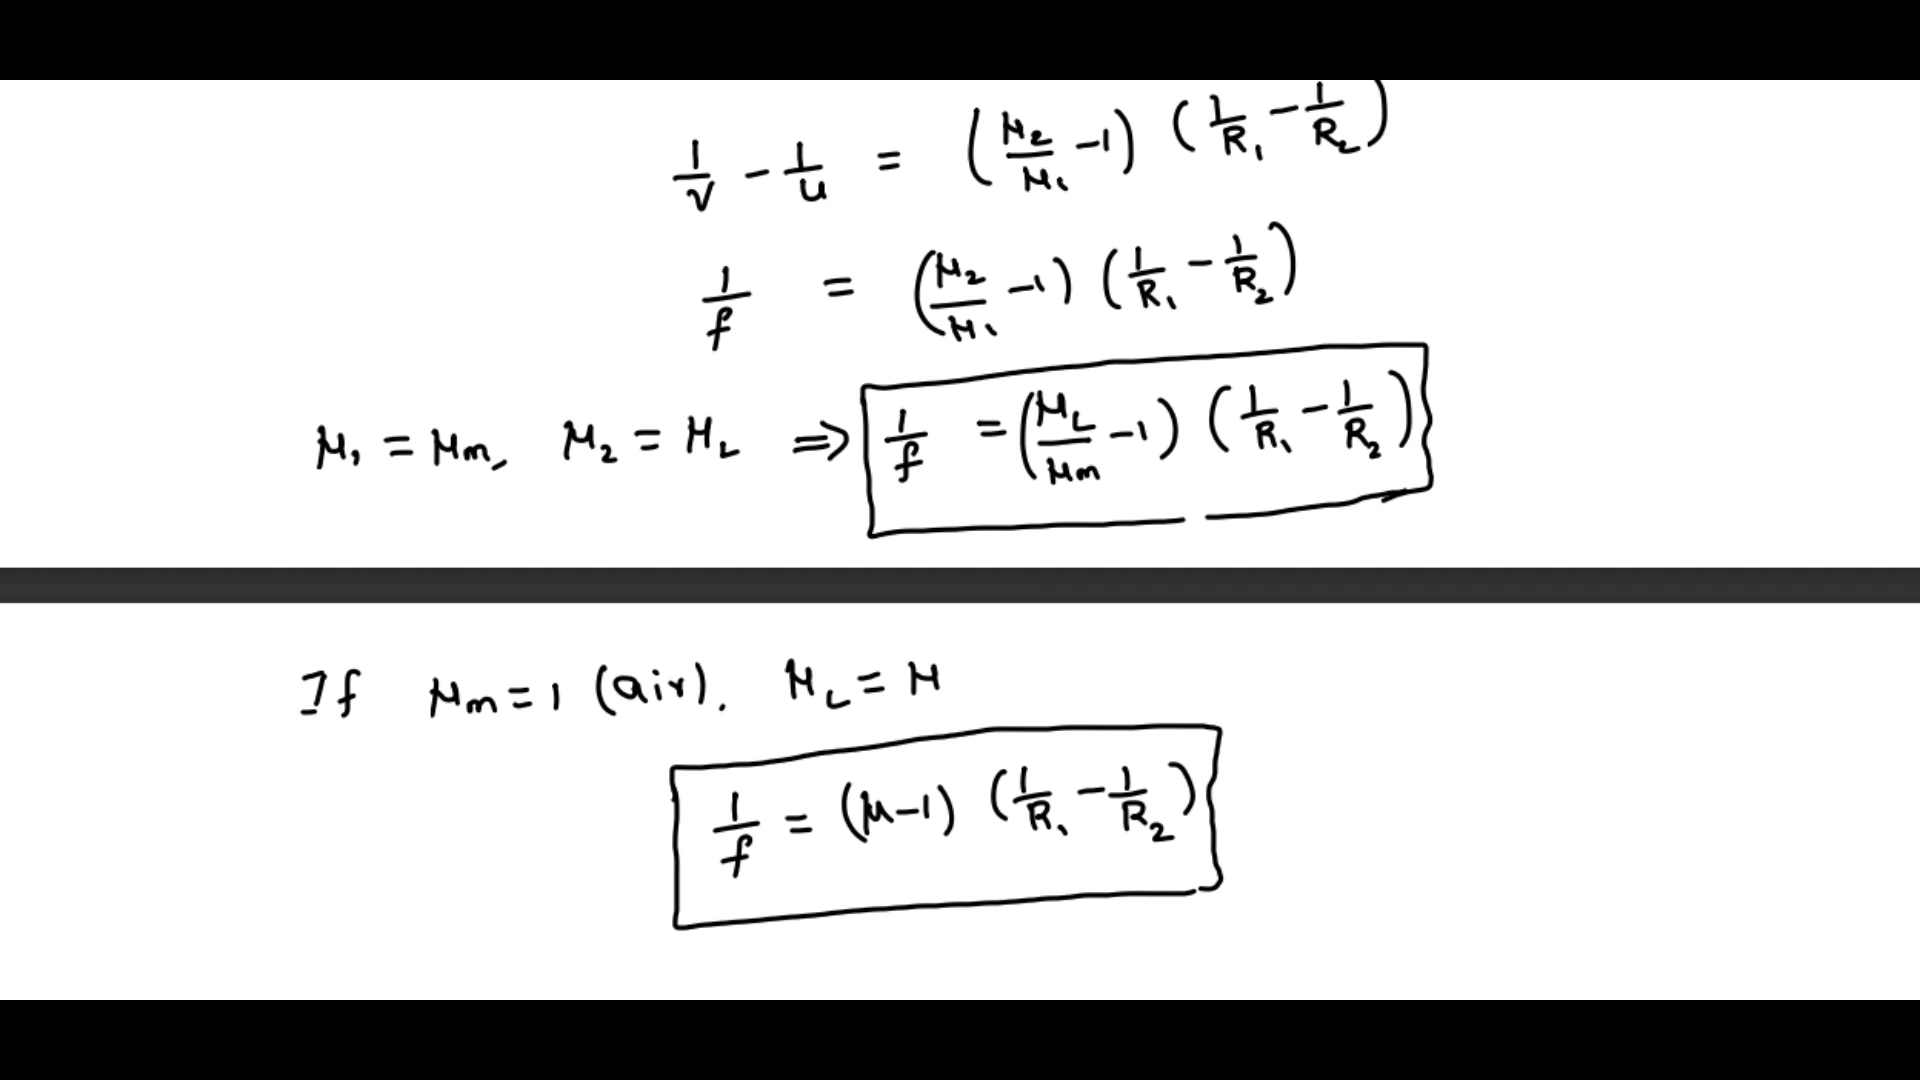 1/v - 1/u = (μ₂/μ₁ - 1) (1/R₁ - 1/R₂)
1/f = (μ₂/μ₁ - 1) (1/R₁ - 1/R₂)
μ₁ = μm, μ₂ = μL ⇒ 1/f = (μL/μm - 1) (1/R₁ - 1/R₂)
If μm = 1 (air). μL = μ
1/f = (μ - 1) (1/R₁ - 1/R₂)